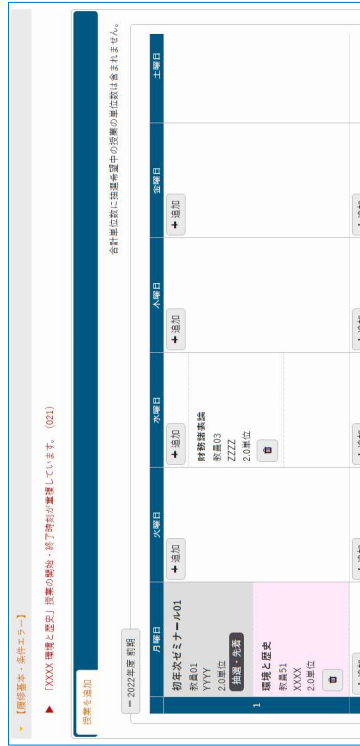 【履修基本・条件エラー】
「XXXX 環境と歴史」授業の開始・終了時刻が重複しています。(021)
授業を追加
合計単位数に抽選希望中の授業の単位数は含まれません。
2022年度 前期
月曜日 火曜日 水曜日 木曜日 金曜日 土曜日
1
初年次ゼミナール01
教員01
YYYY
2.0単位
抽選・先着
環境と歴史
教員51
XXXX
2.0単位
+ 追加
+ 追加
財務諸表論
教員03
ZZZZ
2.0単位
+ 追加
+ 追加